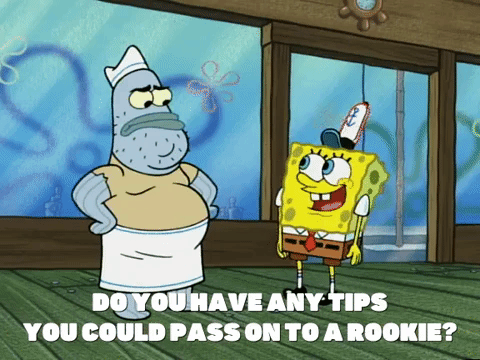 DO YOU HAVE ANY TIPS
YOU COULD PASS ON TO A ROOKIE?